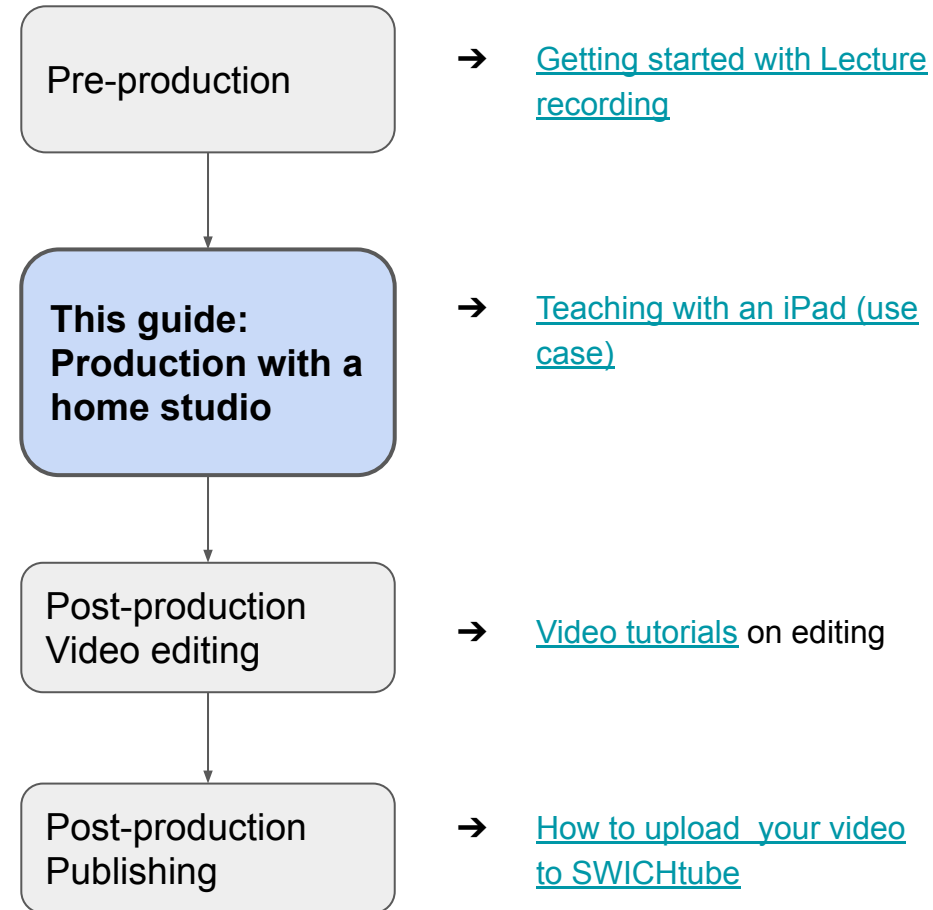 Pre-production
➔ Getting started with Lecture
recording
This guide:
Production with a
home studio
➔ Teaching with an iPad (use
case)
Post-production
Video editing
➔ Video tutorials on editing
Post-production
Publishing
➔ How to upload  your video
to SWICHtube